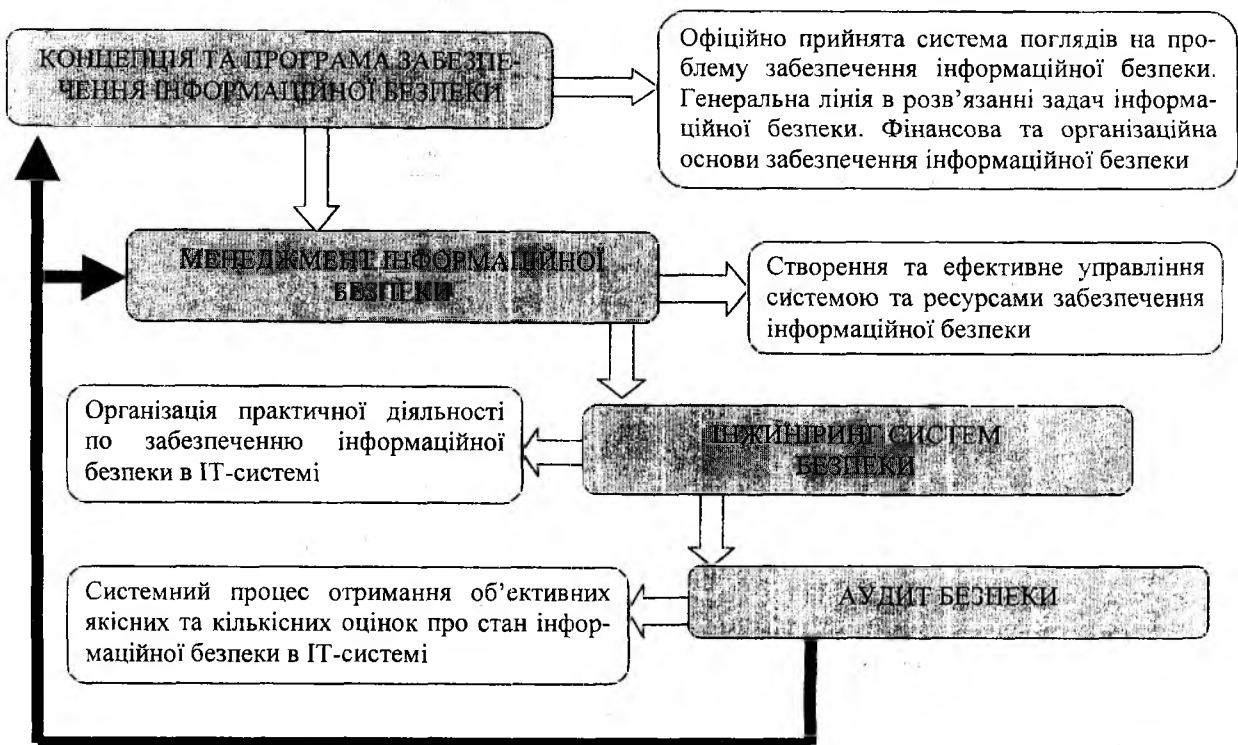 КОНЦЕПЦІЯ ТА ПРОГРАМА ЗАБЕЗПЕ-
ЧЕННЯ ІНФОРМАЦІЙНОЇ БЕЗПЕКИ
Офіційно прийнята система поглядів на про-
блему забезпечення інформаційної безпеки.
Генеральна лінія в розв'язанні задач інформа-
ційної безпеки. Фінансова та організаційна
основи забезпечення інформаційної безпеки
МЕНЕДЖМЕНТ ІНФОРМАЦІЙНОЇ
БЕЗПЕКИ
Створення та ефективне управління
системою та ресурсами забезпечення
інформаційної безпеки
ІНЖИНІРИНГ СИСТЕМ
БЕЗПЕКИ
Організація практичної діяльності
по забезпеченню інформаційної
безпеки в ІТ-системі
АУДИТ БЕЗПЕКИ
Системний процес отримання об'єктивних
якісних та кількісних оцінок про стан інфор-
маційної безпеки в ІТ-системі